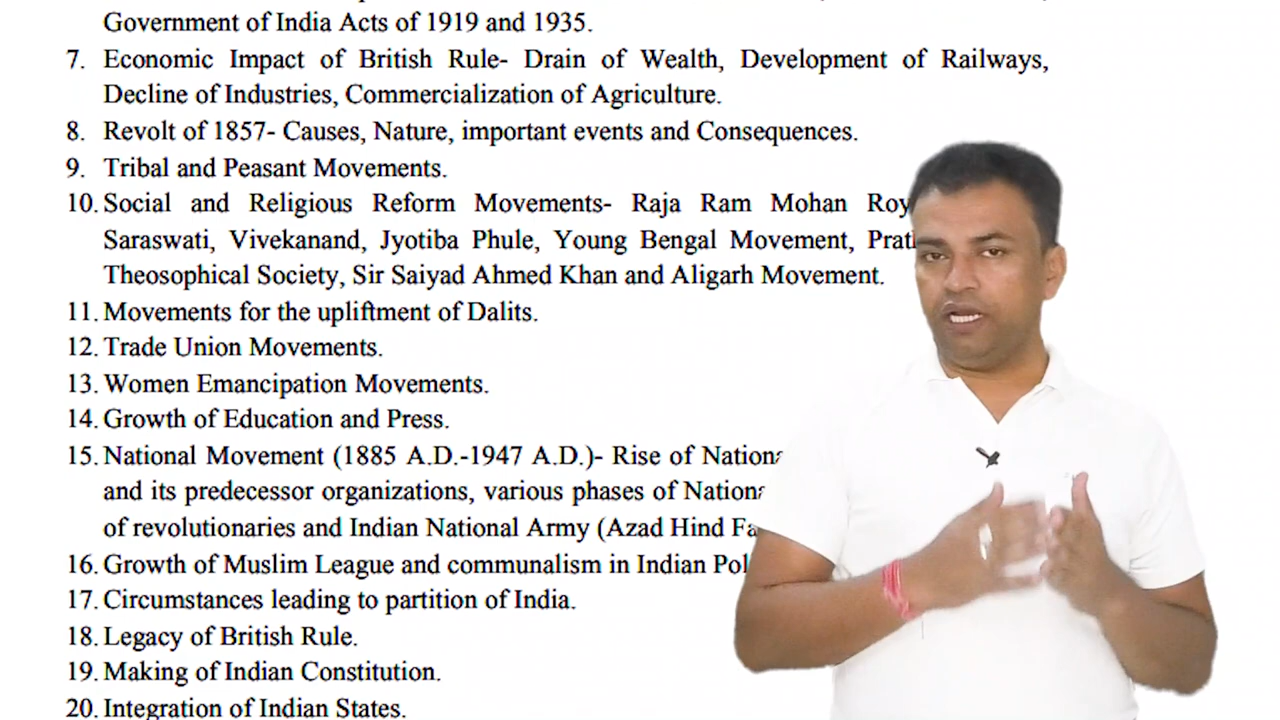 Government of India Acts of 1919 and 1935.
7. Economic Impact of British Rule- Drain of Wealth, Development of Railways,
Decline of Industries, Commercialization of Agriculture.
8. Revolt of 1857- Causes, Nature, important events and Consequences.
9. Tribal and Peasant Movements.
10. Social and Religious Reform Movements- Raja Ram Mohan Roy
Saraswati, Vivekanand, Jyotiba Phule, Young Bengal Movement,
Theosophical Society, Sir Saiyad Ahmed Khan and Aligarh Movement.
11. Movements for the upliftment of Dalits.
12. Trade Union Movements.
13. Women Emancipation Movements.
14. Growth of Education and Press.
15. National Movement (1885 A.D.-1947 A.D.)- Rise of
and its predecessor organizations, various phases of
of revolutionaries and Indian National Army (Azad Hind
16. Growth of Muslim League and communalism in Indian
17. Circumstances leading to partition of India.
18. Legacy of British Rule.
19. Making of Indian Constitution.
20. Integration of Indian States.